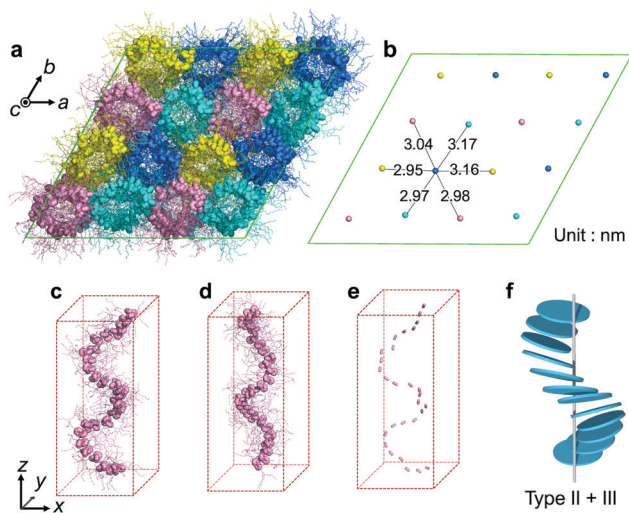 a
b
c
a
b
3.04 3.17
2.95 3.16
2.97 2.98
Unit : nm
c
d
e
f
z
y
x
Type II + III